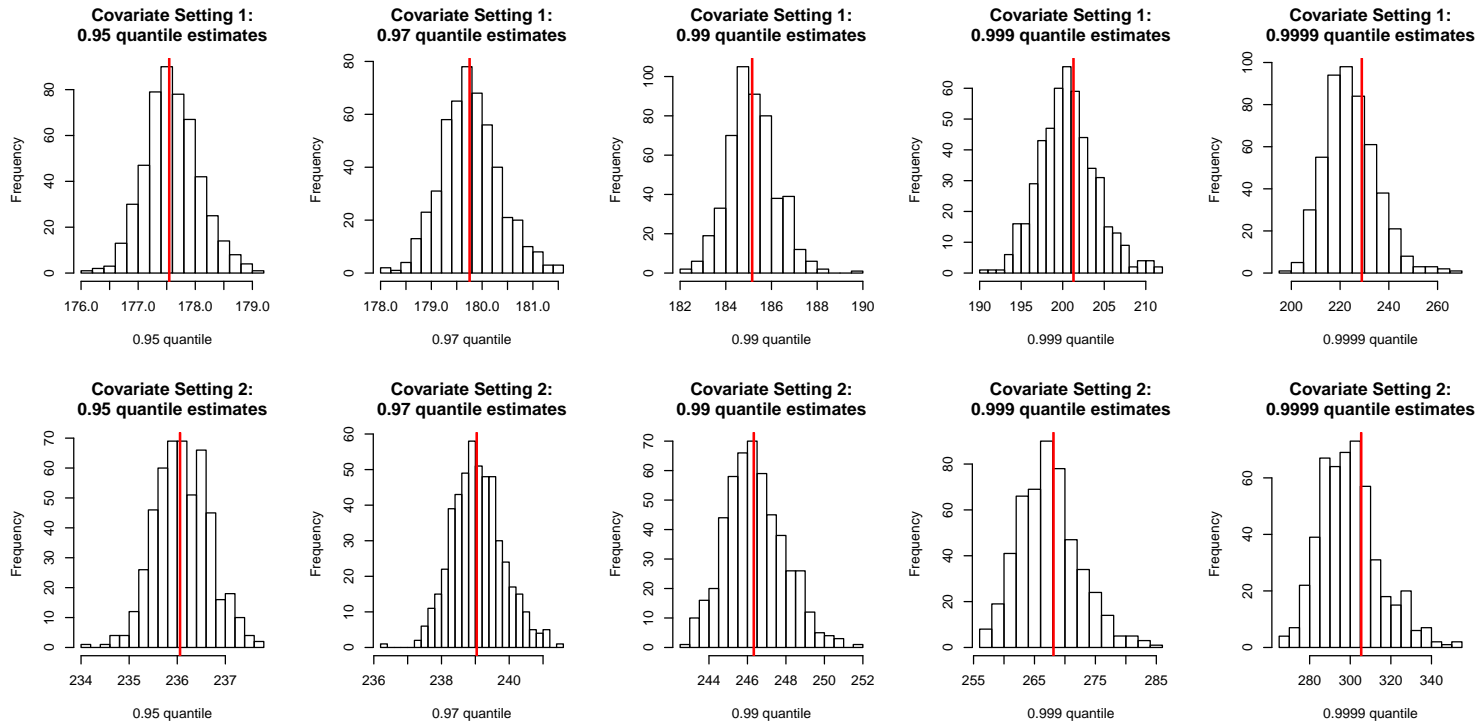 Covariate Setting 1:
0.95 quantile estimates
Frequency
0 20 40 60 80
176.0 177.0 178.0 179.0
0.95 quantile
Covariate Setting 1:
0.97 quantile estimates
Frequency
0 20 40 60 80
178.0 179.0 180.0 181.0
0.97 quantile
Covariate Setting 1:
0.99 quantile estimates
Frequency
0 20 40 60 80 100
182 184 186 188 190
0.99 quantile
Covariate Setting 1:
0.999 quantile estimates
Frequency
0 10 20 30 40 50 60
190 195 200 205 210
0.999 quantile
Covariate Setting 1:
0.9999 quantile estimates
Frequency
0 20 40 60 80 100
200 220 240 260
0.9999 quantile
Covariate Setting 2:
0.95 quantile estimates
Frequency
0 10 20 30 40 50 60 70
234 235 236 237
0.95 quantile
Covariate Setting 2:
0.97 quantile estimates
Frequency
0 10 20 30 40 50 60
236 238 240
0.97 quantile
Covariate Setting 2:
0.99 quantile estimates
Frequency
0 10 20 30 40 50 60 70
244 246 248 250 252
0.99 quantile
Covariate Setting 2:
0.999 quantile estimates
Frequency
0 20 40 60 80
255 265 275 285
0.999 quantile
Covariate Setting 2:
0.9999 quantile estimates
Frequency
0 20 40 60
280 300 320 340
0.9999 quantile